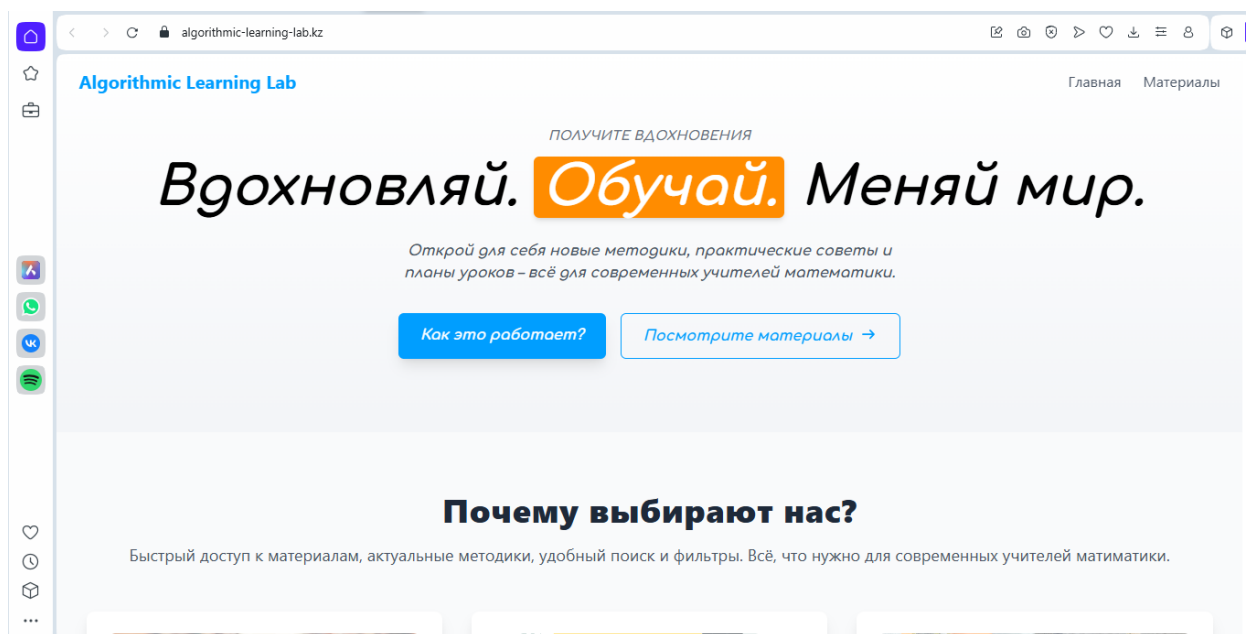 algorithmic-learning-lab.kz
Algorithmic Learning Lab
Главная Материалы
ПОЛУЧИТЕ ВДОХНОВЕНИЯ
Вдохновляй. Обучай. Меняй мир.
Открой для себя новые методики, практические советы и
планы уроков – всё для современных учителей математики.
Как это работает? Посмотрите материалы →
Почему выбирают нас?
Быстрый доступ к материалам, актуальные методики, удобный поиск и фильтры. Всё, что нужно для современных учителей матиматики.